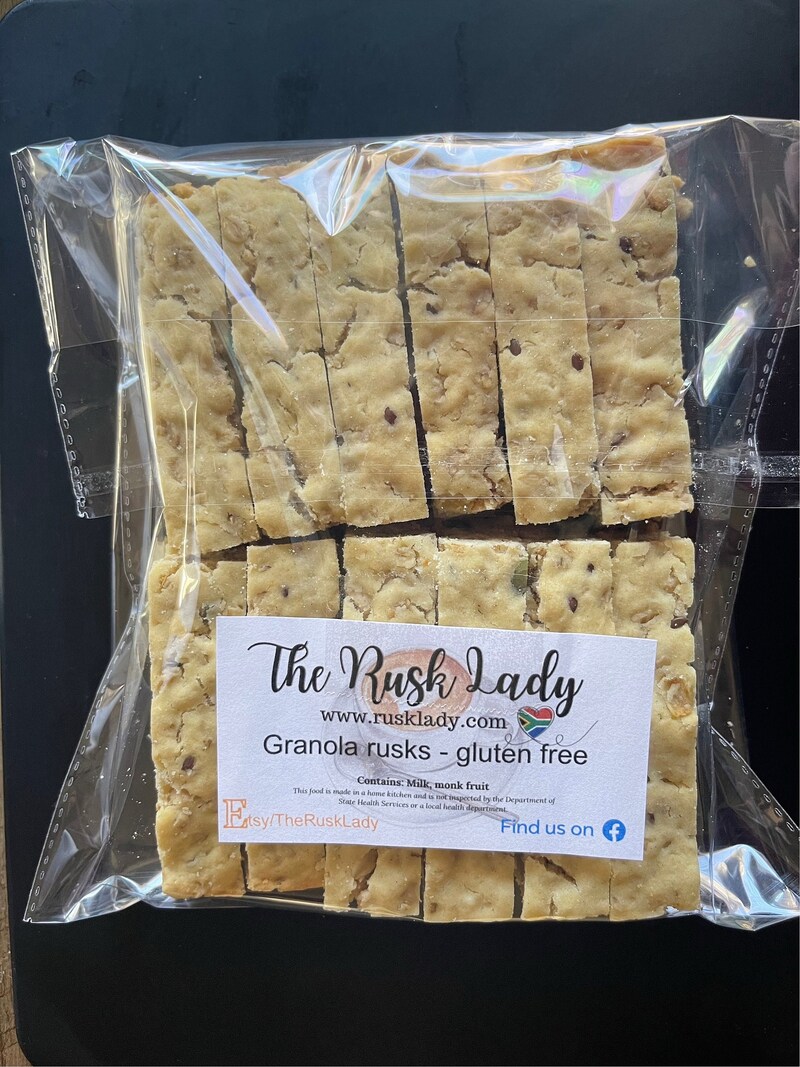 The Rusk Lady
www.rusklady.com
Granola rusks - gluten free
Contains: Milk, monk fruit
This food is made in a home kitchen and is not inspected by the Department of
State Health Services or a local health department.
Etsy/TheRuskLady
Find us on